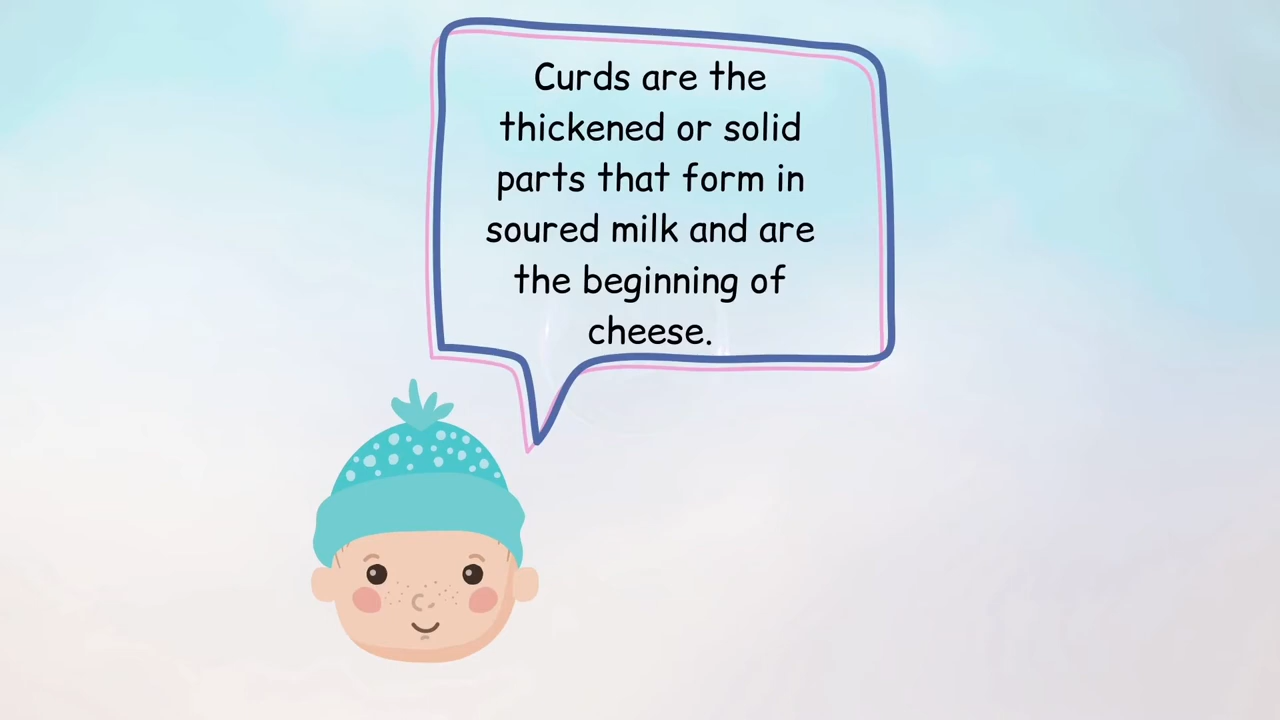 Curds are the
thickened or solid
parts that form in
soured milk and are
the beginning of
cheese.